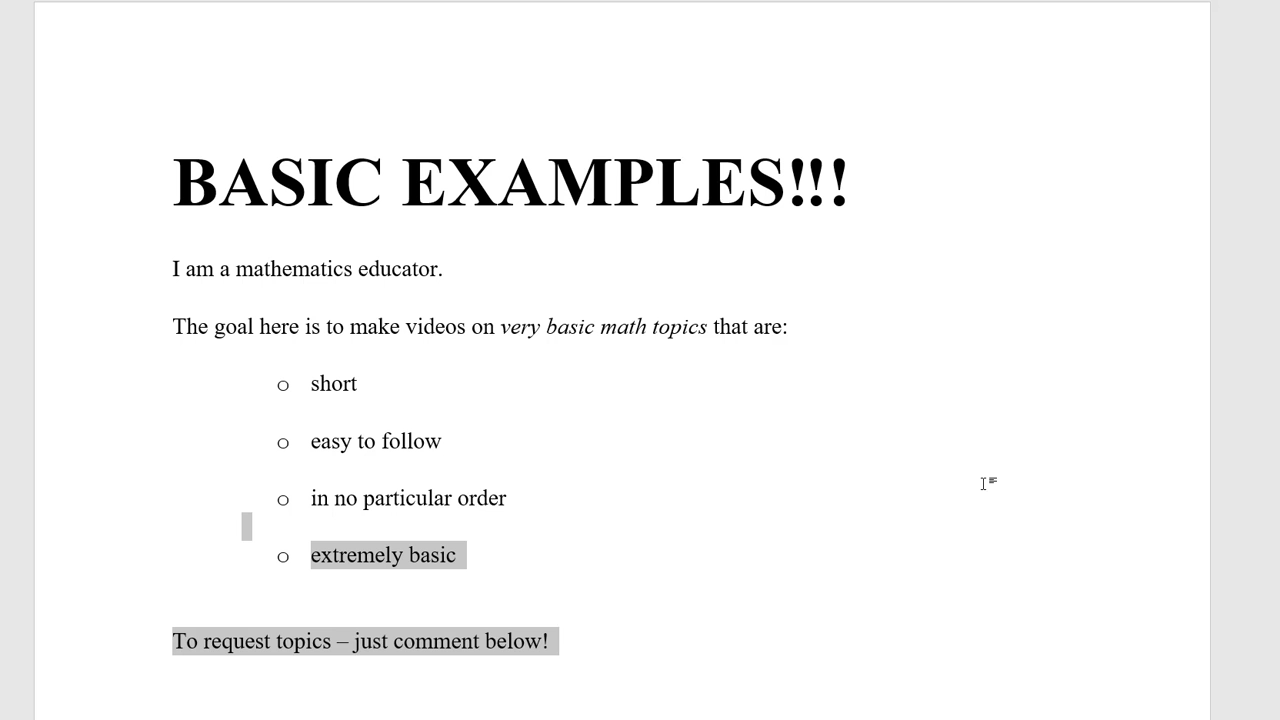 BASIC EXAMPLES!!!
I am a mathematics educator.
The goal here is to make videos on very basic math topics that are:
o short
o easy to follow
o in no particular order
o extremely basic
To request topics – just comment below!